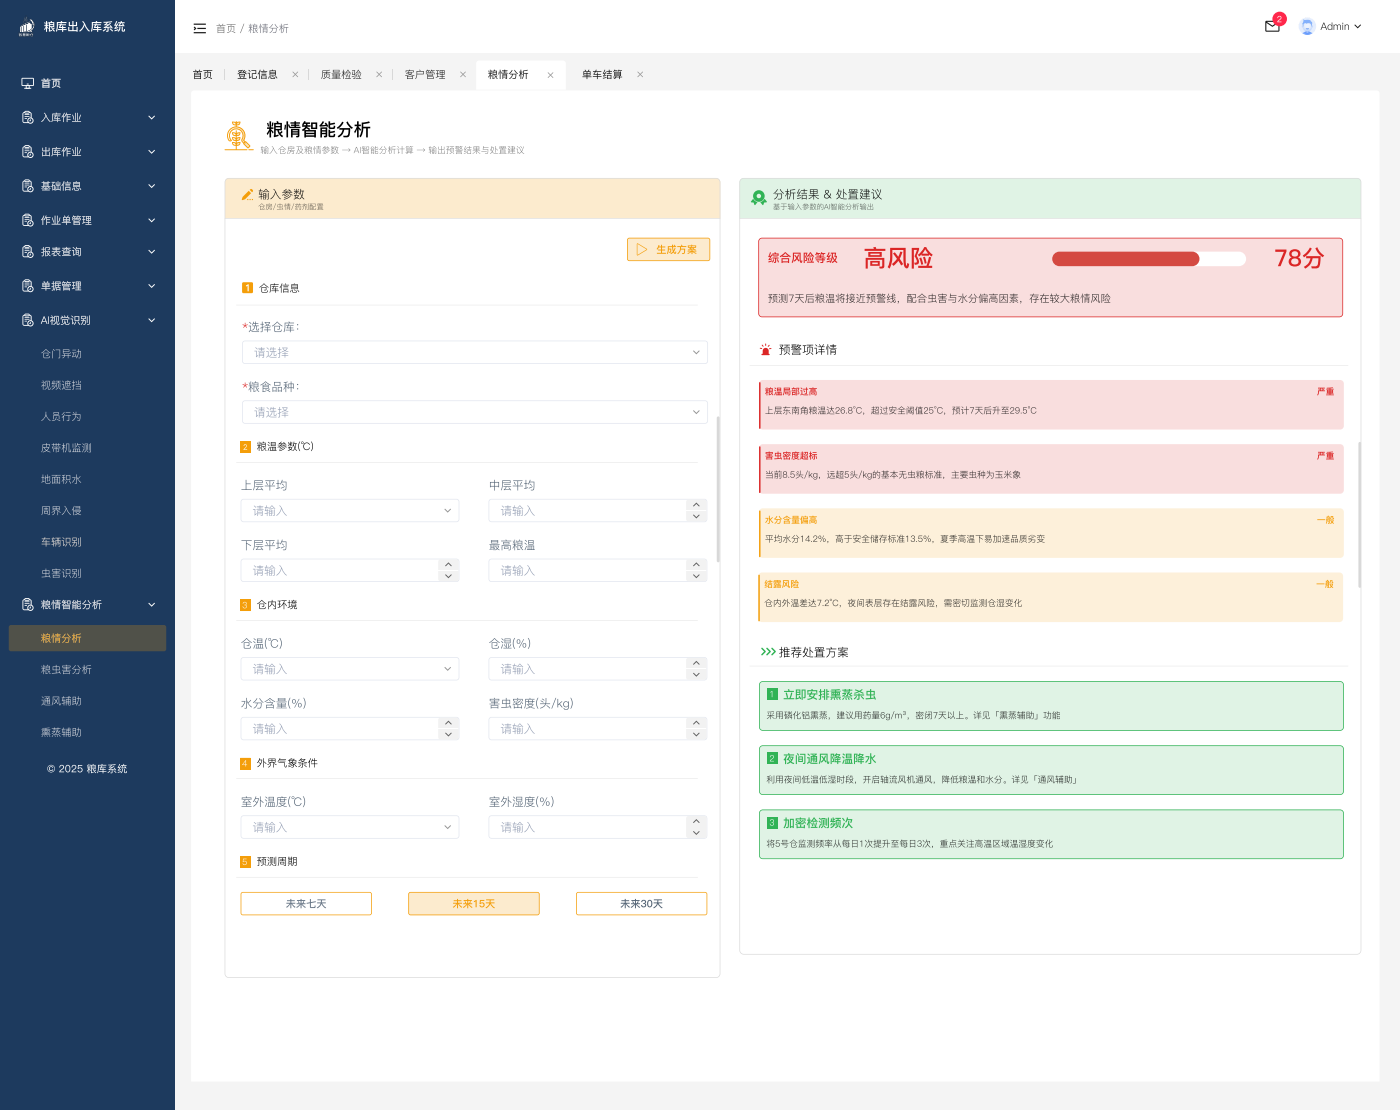 粮库出入库系统
首页
入库作业
出库作业
基础信息
作业单管理
报表查询
单据管理
AI视觉识别
仓门异动
视频遮挡
人员行为
皮带机监测
地面积水
周界入侵
车辆识别
虫害识别
粮情智能分析
粮情分析
粮虫害分析
通风辅助
熏蒸辅助
© 2025 粮库系统
首页 / 粮情分析
2
Admin
首页 登记信息 × 质量检验 × 客户管理 × 粮情分析 × 单车结算 ×
粮情智能分析
输入仓房及粮情参数 → AI智能分析计算 → 输出预警结果与处置建议
输入参数
仓房/虫情/药剂配置
生成方案
1 仓库信息
*选择仓库：
请选择
*粮食品种：
请选择
2 粮温参数(℃)
上层平均 中层平均
请输入 请输入
下层平均 最高粮温
请输入 请输入
3 仓内环境
仓温(℃) 仓湿(%)
请输入 请输入
水分含量(%) 害虫密度(头/kg)
请输入 请输入
4 外界气象条件
室外温度(℃) 室外湿度(%)
请输入 请输入
5 预测周期
未来七天 未来15天 未来30天
分析结果 & 处置建议
基于输入参数的AI智能分析输出
综合风险等级 高风险 78分
预测7天后粮温将接近预警线，配合虫害与水分偏高因素，存在较大粮情风险
预警项详情
粮温局部过高 严重
上层东南角粮温达26.8℃，超过安全阈值25℃，预计7天后升至29.5℃
害虫密度超标 严重
当前8.5头/kg，远超5头/kg的基本无虫粮标准，主要虫种为玉米象
水分含量偏高 一般
平均水分14.2%，高于安全储存标准13.5%，夏季高温下易加速品质劣变
结露风险 一般
仓内外温差达7.2℃，夜间表层存在结露风险，需密切监测仓湿变化
推荐处置方案
1 立即安排熏蒸杀虫
采用磷化铝熏蒸，建议用药量6g/m³，密闭7天以上。详见「熏蒸辅助」功能
2 夜间通风降温降水
利用夜间低温低湿时段，开启轴流风机通风，降低粮温和水分。详见「通风辅助」
3 加密检测频次
将5号仓监测频率从每日1次提升至每日3次，重点关注高温区域温湿度变化